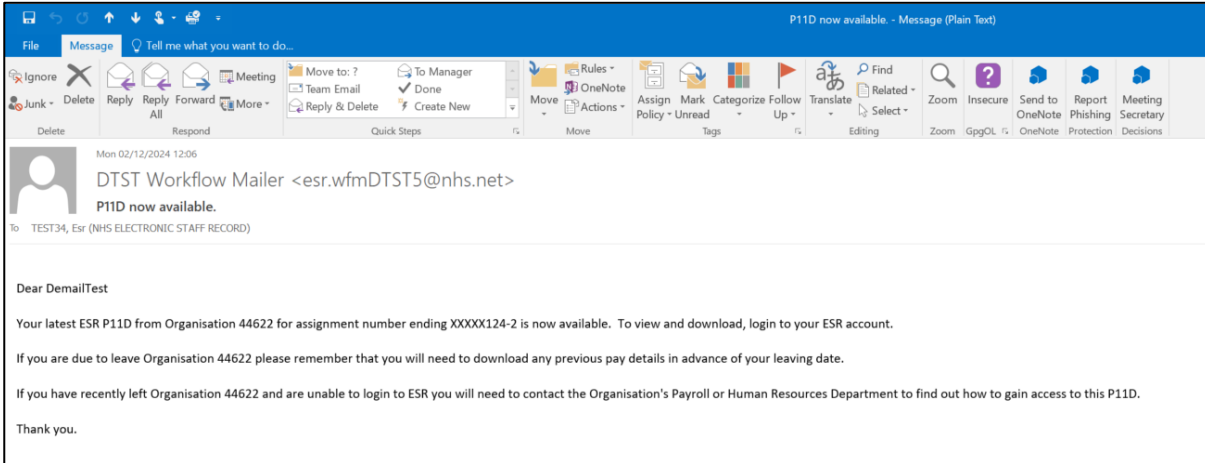 P11D now available. - Message (Plain Text)
File Message Tell me what you want to do...
Ignore
Junk
Delete
Reply
Reply All
Forward
Meeting
More
Move to: ?
Team Email
Reply & Delete
To Manager
Done
Create New
Move
Rules
OneNote
Actions
Assign Policy
Mark Unread
Categorize
Follow Up
Translate
Find
Related
Select
Zoom
Insecure
Send to OneNote
Report Phishing
Meeting Secretary
Delete Respond Quick Steps Move Tags Editing Zoom GpgOL OneNote Protection Decisions
Mon 02/12/2024 12:06
DTST Workflow Mailer <esr.wfmDTST5@nhs.net>
P11D now available.
To TEST34, Esr (NHS ELECTRONIC STAFF RECORD)
Dear DemailTest
Your latest ESR P11D from Organisation 44622 for assignment number ending XXXXX124-2 is now available. To view and download, login to your ESR account.
If you are due to leave Organisation 44622 please remember that you will need to download any previous pay details in advance of your leaving date.
If you have recently left Organisation 44622 and are unable to login to ESR you will need to contact the Organisation's Payroll or Human Resources Department to find out how to gain access to this P11D.
Thank you.